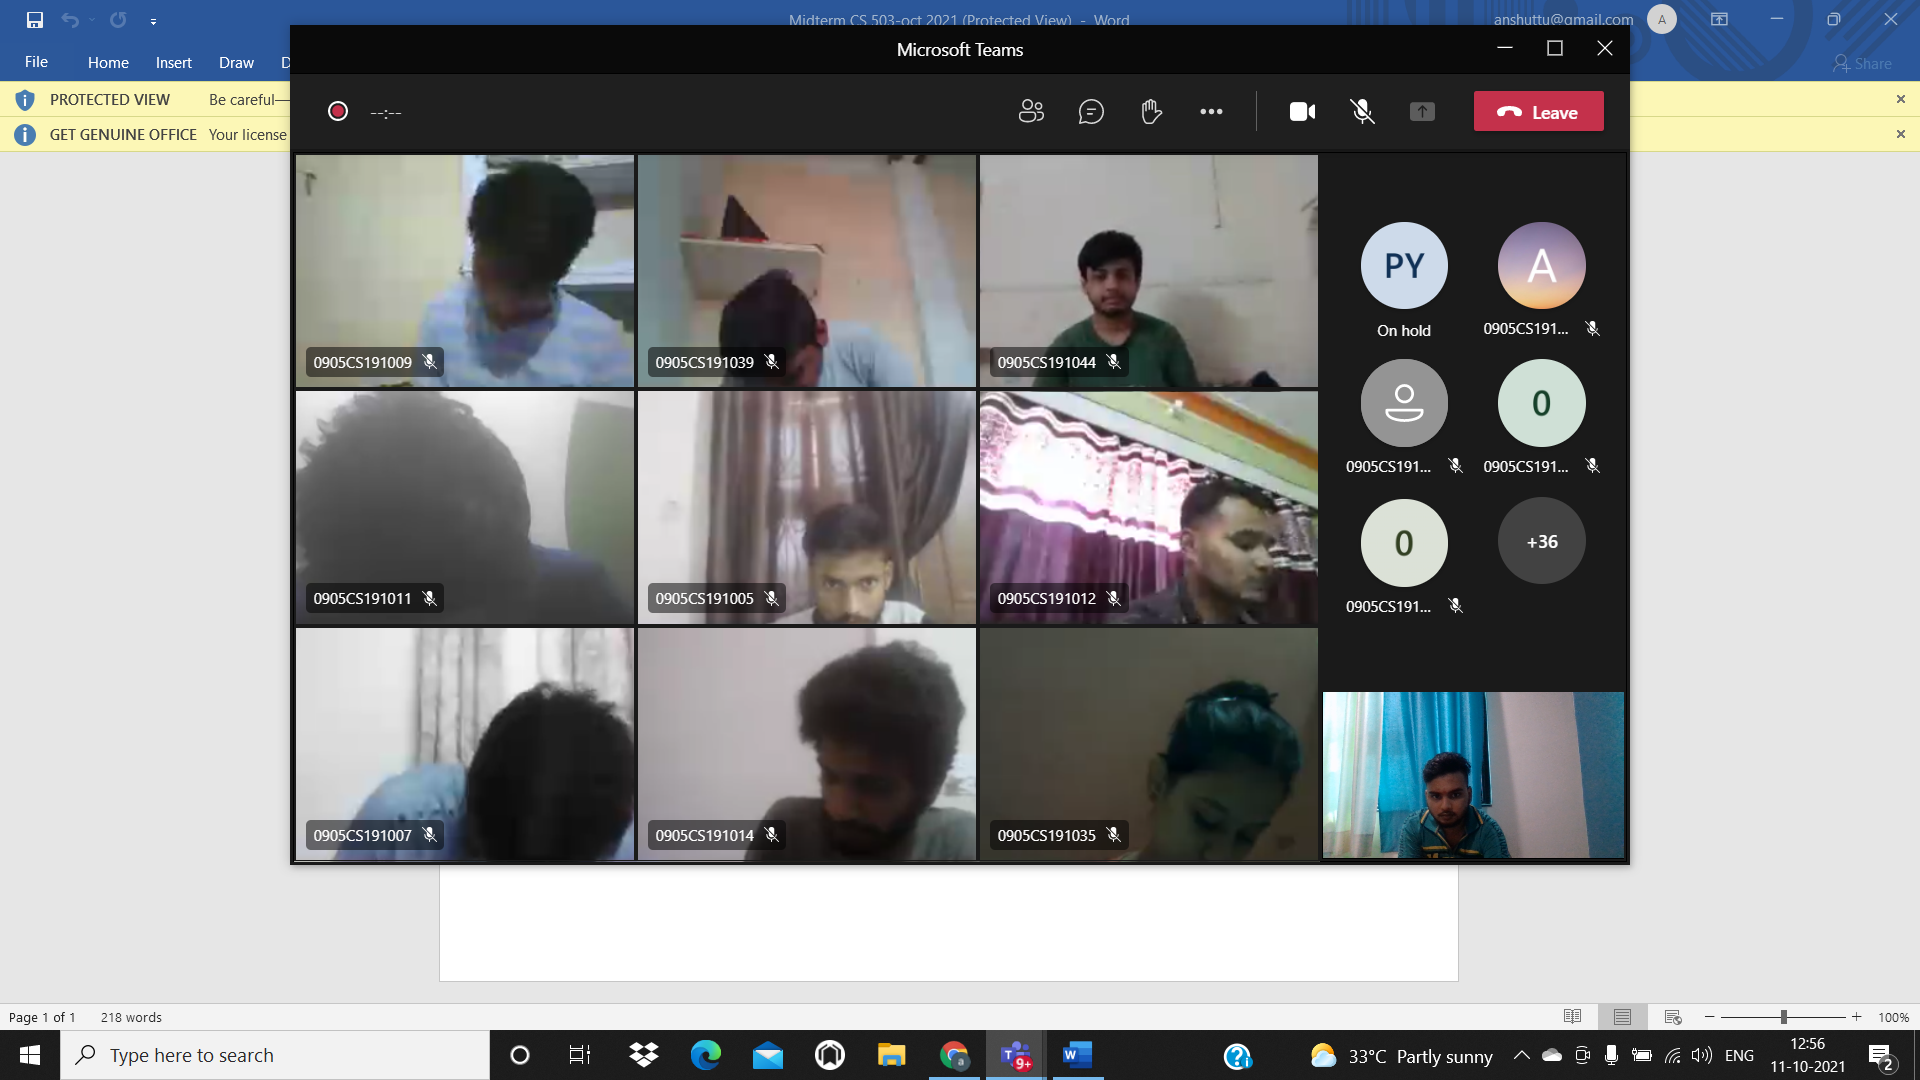 Midterm CS 503-oct 2021 (Protected View) - Word
anshuttu@gmail.com
A
File
Home
Insert
Draw
D
Share
PROTECTED VIEW
Be careful—
GET GENUINE OFFICE
Your license
Microsoft Teams
--:--
Leave
0905CS191009
0905CS191039
0905CS191044
PY
On hold
A
0905CS191...
0905CS191011
0905CS191005
0905CS191012
0905CS191...
0
0905CS191...
0
0905CS191...
+36
0905CS191007
0905CS191014
0905CS191035
Page 1 of 1
218 words
100%
Type here to search
a
T
9+
W
33°C Partly sunny
ENG
12:56
11-10-2021
2